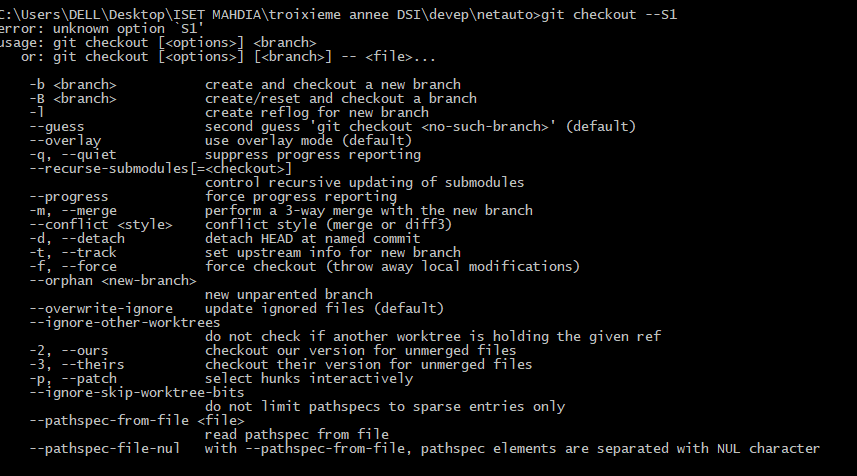 C:\Users\DELL\Desktop\ISET MAHDIA\troixieme annee DSI\devep\netauto>git checkout --S1
error: unknown option `S1'
usage: git checkout [<options>] <branch>
   or: git checkout [<options>] [<branch>] -- <file>...

    -b <branch>           create and checkout a new branch
    -B <branch>           create/reset and checkout a branch
    -l                    create reflog for new branch
    --guess               second guess 'git checkout <no-such-branch>' (default)
    --overlay             use overlay mode (default)
    -q, --quiet           suppress progress reporting
    --recurse-submodules[=<checkout>]
                          control recursive updating of submodules
    --progress            force progress reporting
    -m, --merge           perform a 3-way merge with the new branch
    --conflict <style>    conflict style (merge or diff3)
    -d, --detach          detach HEAD at named commit
    -t, --track           set upstream info for new branch
    -f, --force           force checkout (throw away local modifications)
    --orphan <new-branch>
                          new unparented branch
    --overwrite-ignore    update ignored files (default)
    --ignore-other-worktrees
                          do not check if another worktree is holding the given ref
    -2, --ours            checkout our version for unmerged files
    -3, --theirs          checkout their version for unmerged files
    -p, --patch           select hunks interactively
    --ignore-skip-worktree-bits
                          do not limit pathspecs to sparse entries only
    --pathspec-from-file <file>
                          read pathspec from file
    --pathspec-file-nul   with --pathspec-from-file, pathspec elements are separated with NUL character